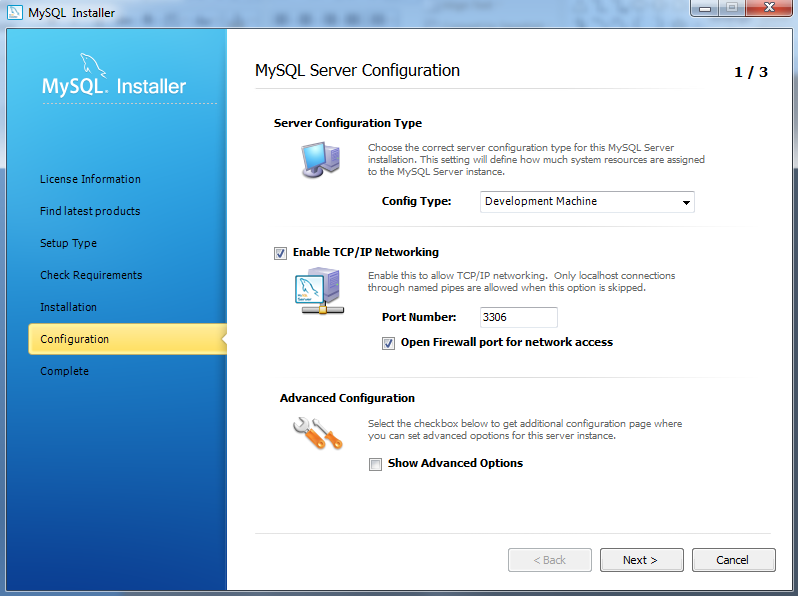 MySQL Installer
MySQL Installer
MySQL Server Configuration
1 / 3
License Information
Find latest products
Setup Type
Check Requirements
Installation
Configuration
Complete
Server Configuration Type
Choose the correct server configuration type for this MySQL Server
installation. This setting will define how much system resources are assigned
to the MySQL Server instance.
Config Type:
Development Machine
Enable TCP/IP Networking
Enable this to allow TCP/IP networking. Only localhost connections
through named pipes are allowed when this option is skipped.
Port Number:
3306
Open Firewall port for network access
Advanced Configuration
Select the checkbox below to get additional configuration page where
you can set advanced opotions for this server instance.
Show Advanced Options
< Back
Next >
Cancel